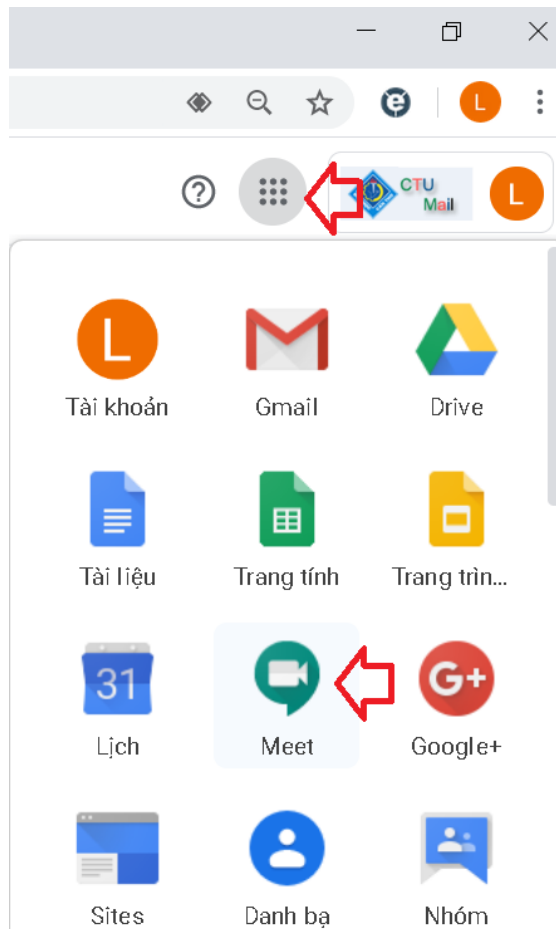 L
CTU
Mail
L
L
Tài khoản
Gmail
Drive
Tài liệu
Trang tính
Trang trìn...
31
G+
Lịch
Meet
Google+
Sites
Danh bạ
Nhóm